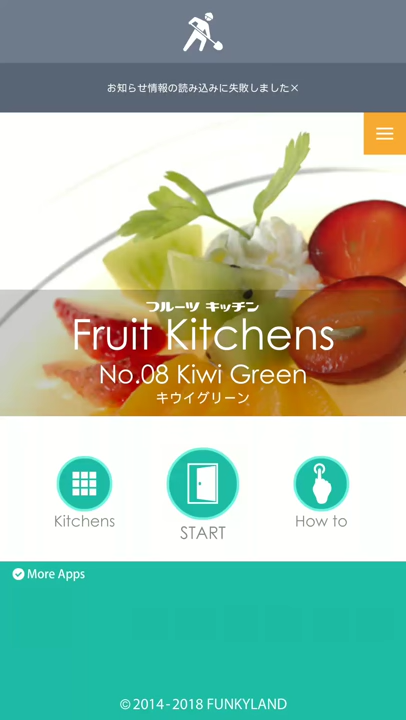 お知らせ情報の読み込みに失敗しました×
フルーツ キッチン
Fruit Kitchens
No.08 Kiwi Green
キウイグリーン
Kitchens
START
How to
More Apps
© 2014-2018 FUNKYLAND